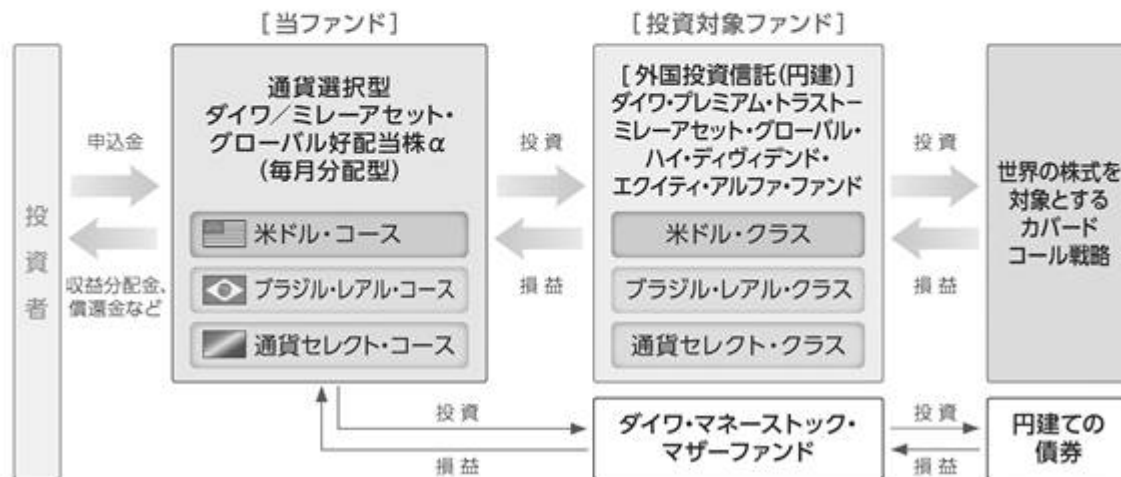 [当ファンド]
[投資対象ファンド]
投資者
申込金
収益分配金、
償還金など
通貨選択型
ダイワ／ミレーアセット・
グローバル好配当株α
(毎月分配型)
米ドル・コース
ブラジル・レアル・コース
通貨セレクト・コース
投資
損益
[外国投資信託(円建)]
ダイワ・プレミアム・トラスト－
ミレーアセット・グローバル・
ハイ・ディヴィデンド・
エクイティ・アルファ・ファンド
米ドル・クラス
ブラジル・レアル・クラス
通貨セレクト・クラス
投資
損益
世界の株式を
対象とする
カバード
コール戦略
投資
損益
ダイワ・マネーストック・
マザーファンド
投資
損益
円建ての
債券